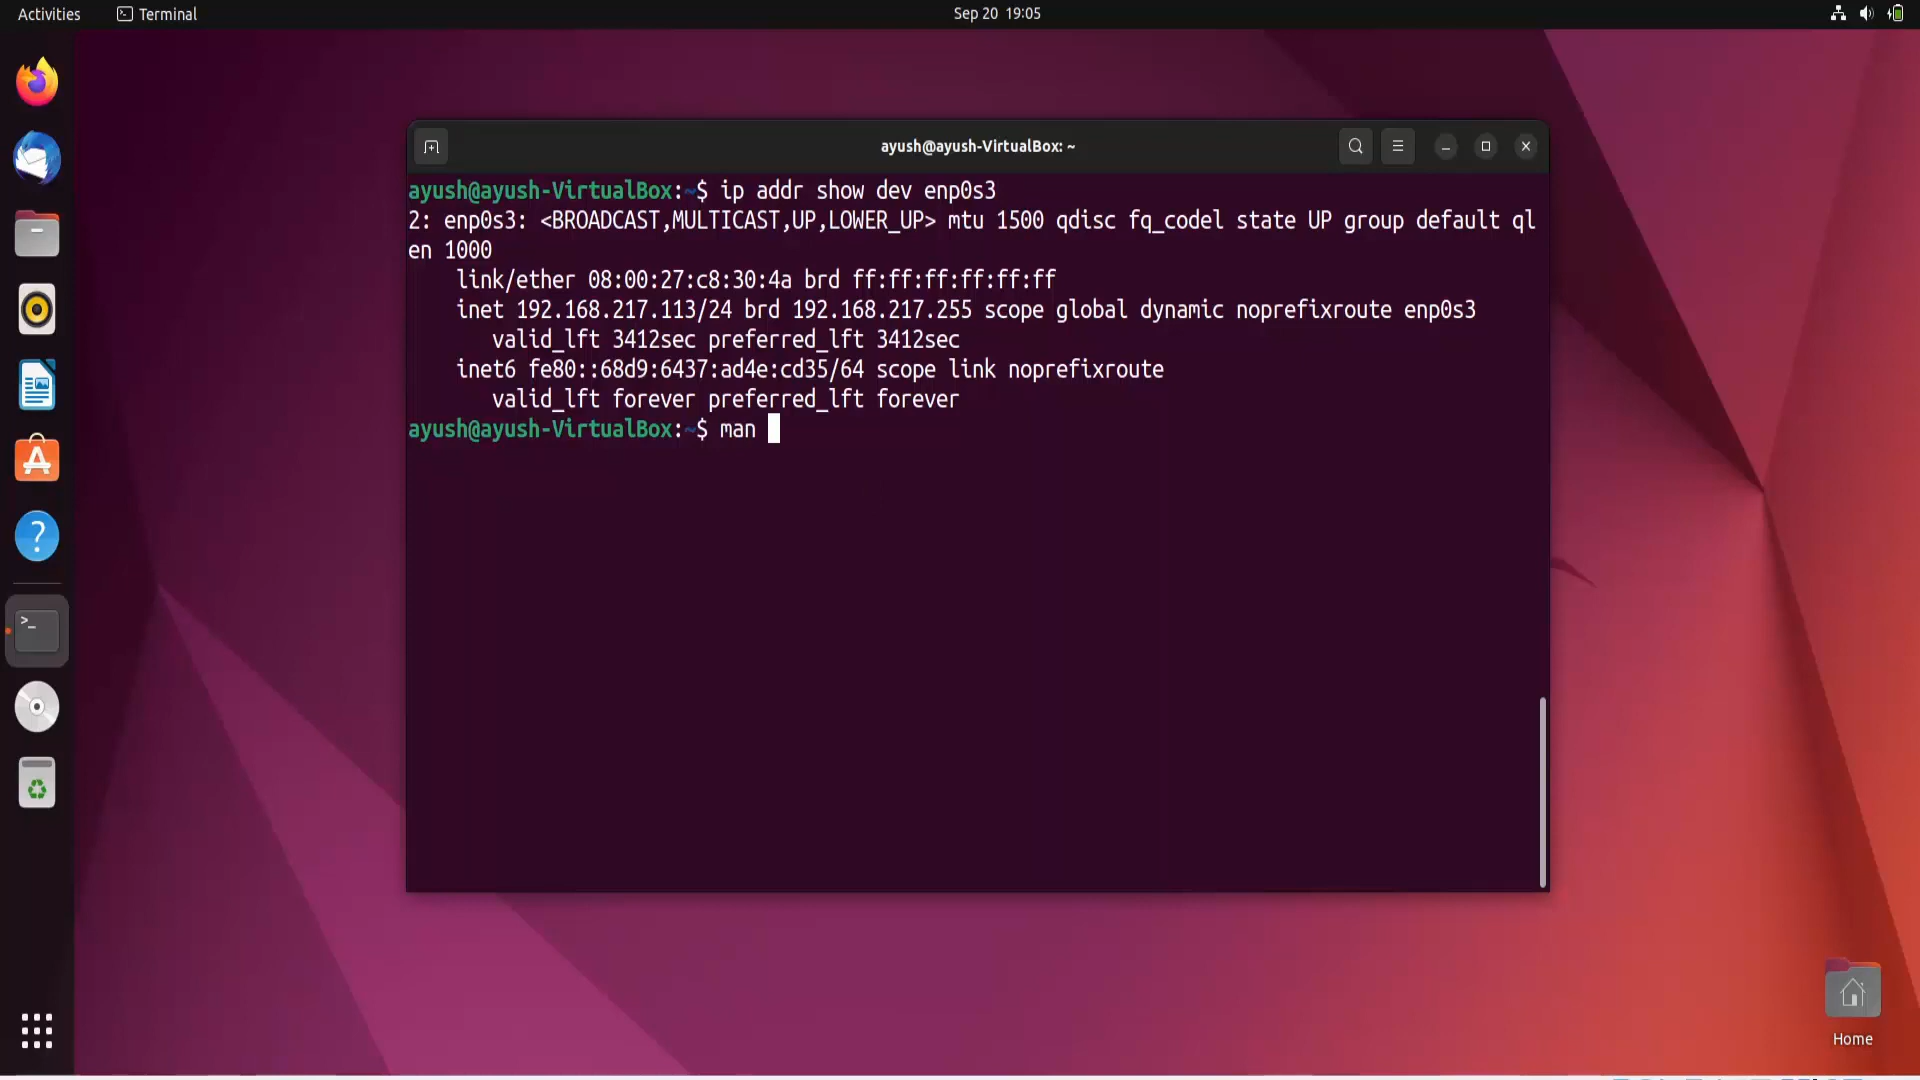 Activities
Terminal
Sep 20 19:05
ayush@ayush-VirtualBox: ~
ayush@ayush-VirtualBox:~$ ip addr show dev enp0s3
2: enp0s3: <BROADCAST,MULTICAST,UP,LOWER_UP> mtu 1500 qdisc fq_codel state UP group default ql
en 1000
link/ether 08:00:27:c8:30:4a brd ff:ff:ff:ff:ff:ff
inet 192.168.217.113/24 brd 192.168.217.255 scope global dynamic noprefixroute enp0s3
valid_lft 3412sec preferred_lft 3412sec
inet6 fe80::68d9:6437:ad4e:cd35/64 scope link noprefixroute
valid_lft forever preferred_lft forever
ayush@ayush-VirtualBox:~$ man
Home